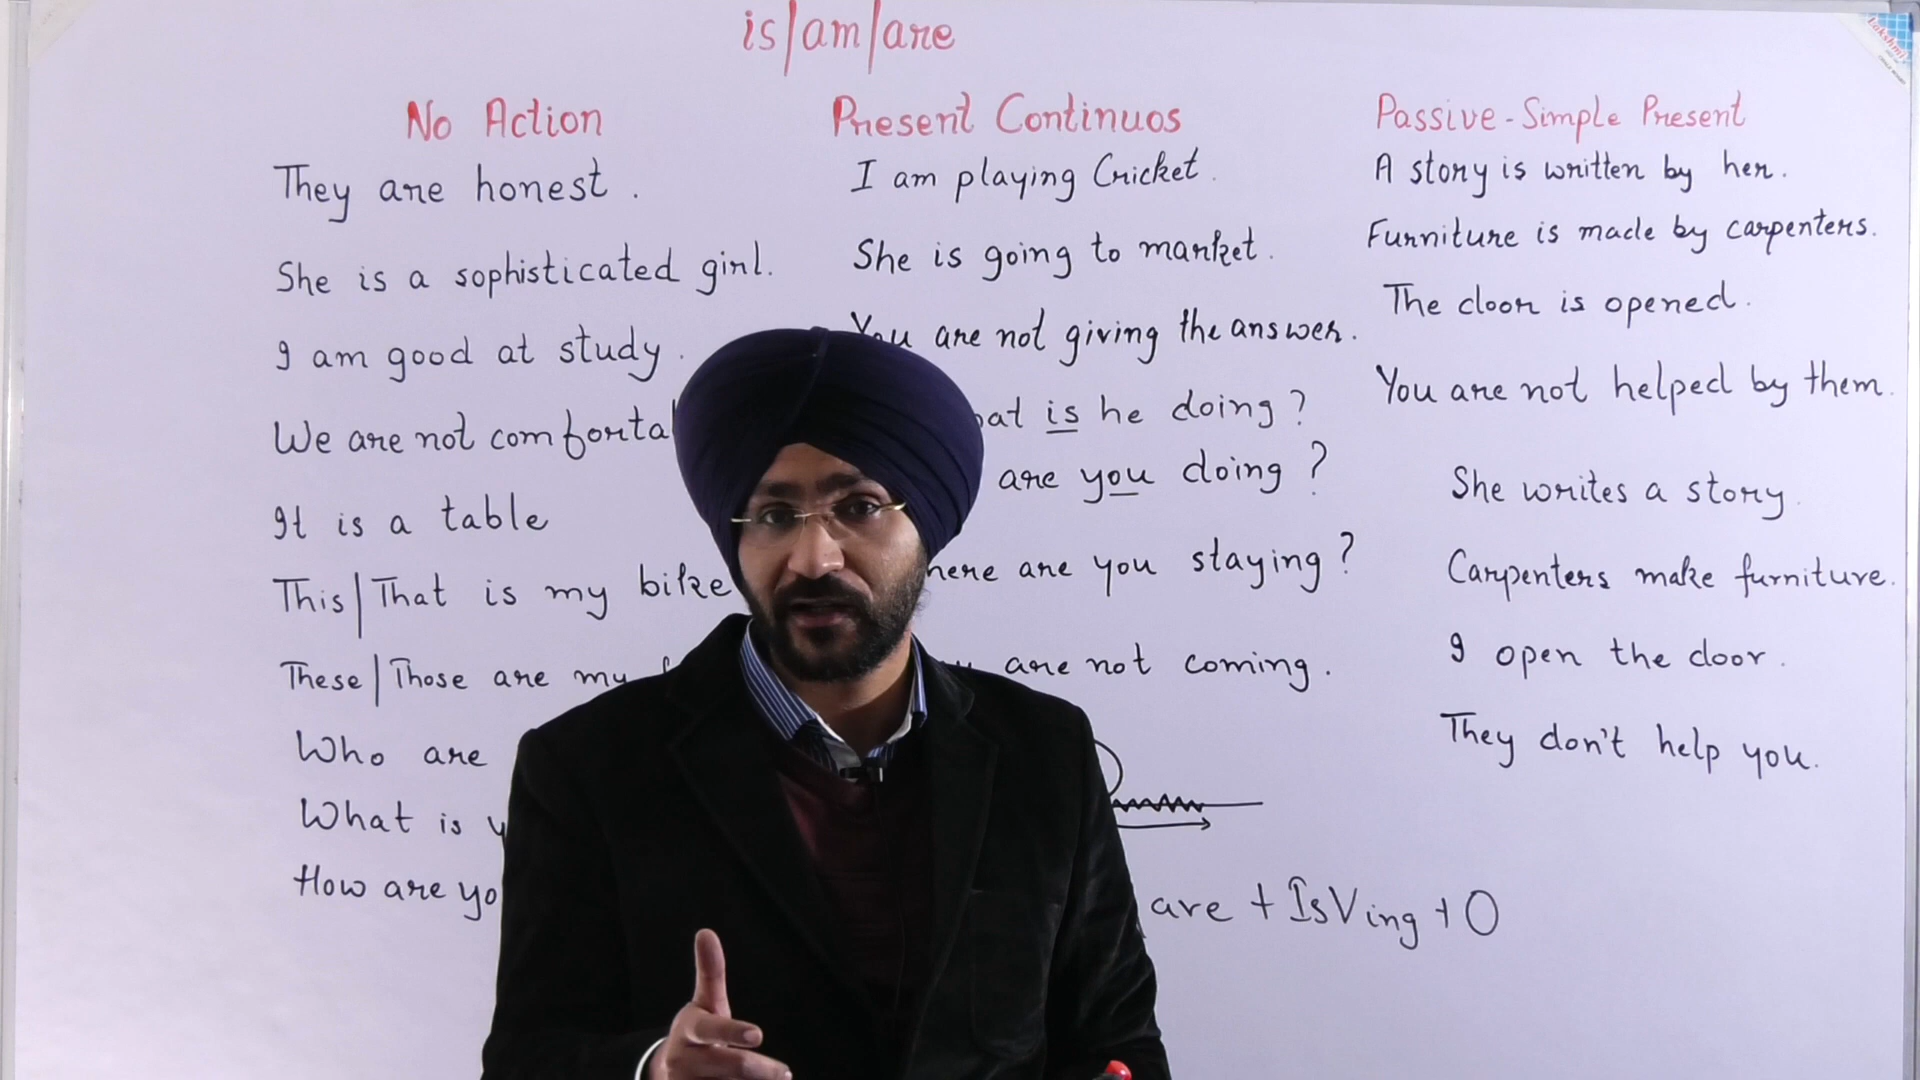 is/am/are
No Action
They are honest.
She is a sophisticated girl.
I am good at study.
We are not
It is a table
This/That is my bike
These/Those are my
Who are
What is
How are
Present Continuos
I am playing Cricket.
She is going to market.
You are not giving the answer.
is he doing?
are you doing?
are you staying?
are not coming.
are + IsVing + O
Passive-Simple Present
A story is written by her.
Furniture is made by carpenters.
The door is opened.
You are not helped by them.
She writes a story.
Carpenters make furniture.
I open the door.
They don't help you.
Lakshmi